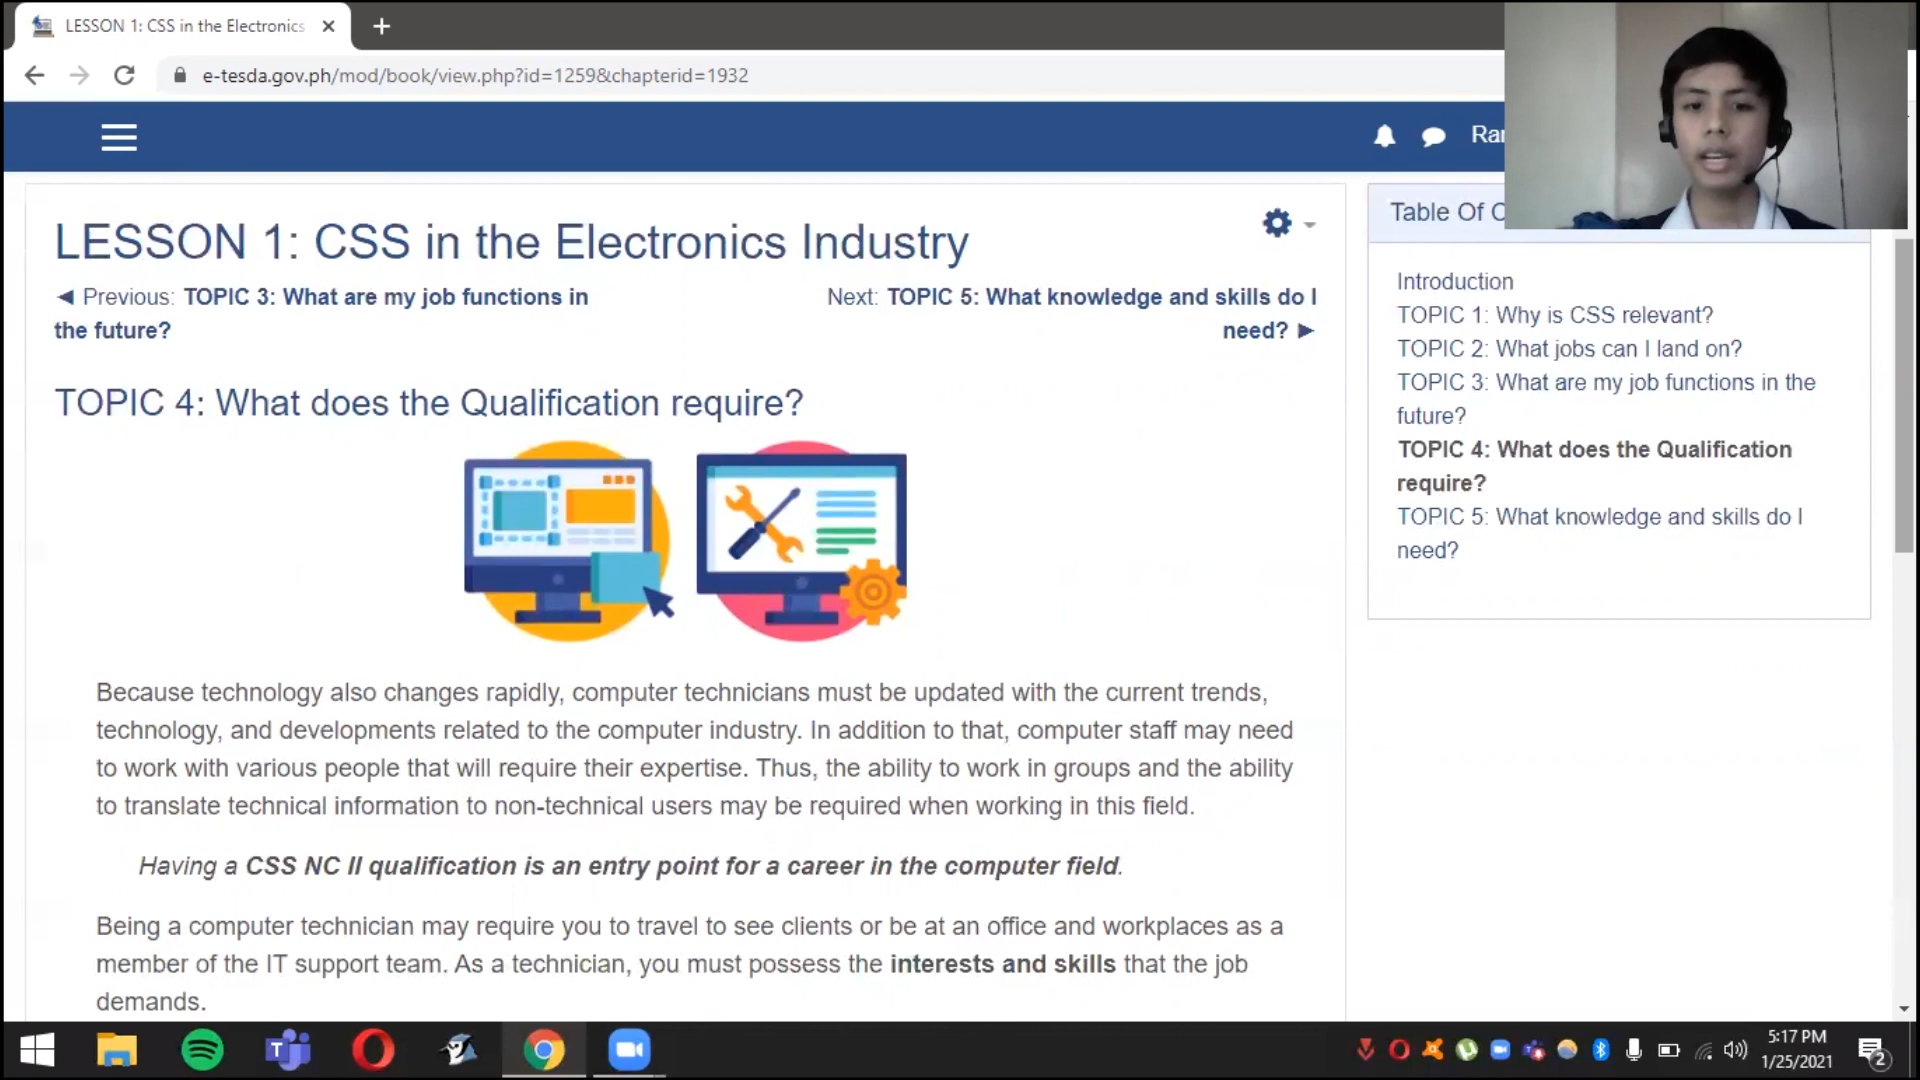 LESSON 1: CSS in the Electronics
e-tesda.gov.ph/mod/book/view.php?id=1259&chapterid=1932
LESSON 1: CSS in the Electronics Industry
◄ Previous: TOPIC 3: What are my job functions in
the future?
Next: TOPIC 5: What knowledge and skills do I
need? ►
TOPIC 4: What does the Qualification require?
Because technology also changes rapidly, computer technicians must be updated with the current trends,
technology, and developments related to the computer industry. In addition to that, computer staff may need
to work with various people that will require their expertise. Thus, the ability to work in groups and the ability
to translate technical information to non-technical users may be required when working in this field.
Having a CSS NC II qualification is an entry point for a career in the computer field.
Being a computer technician may require you to travel to see clients or be at an office and workplaces as a
member of the IT support team. As a technician, you must possess the interests and skills that the job
demands.
Table Of
Introduction
TOPIC 1: Why is CSS relevant?
TOPIC 2: What jobs can I land on?
TOPIC 3: What are my job functions in the
future?
TOPIC 4: What does the Qualification
require?
TOPIC 5: What knowledge and skills do I
need?
5:17 PM
1/25/2021
2